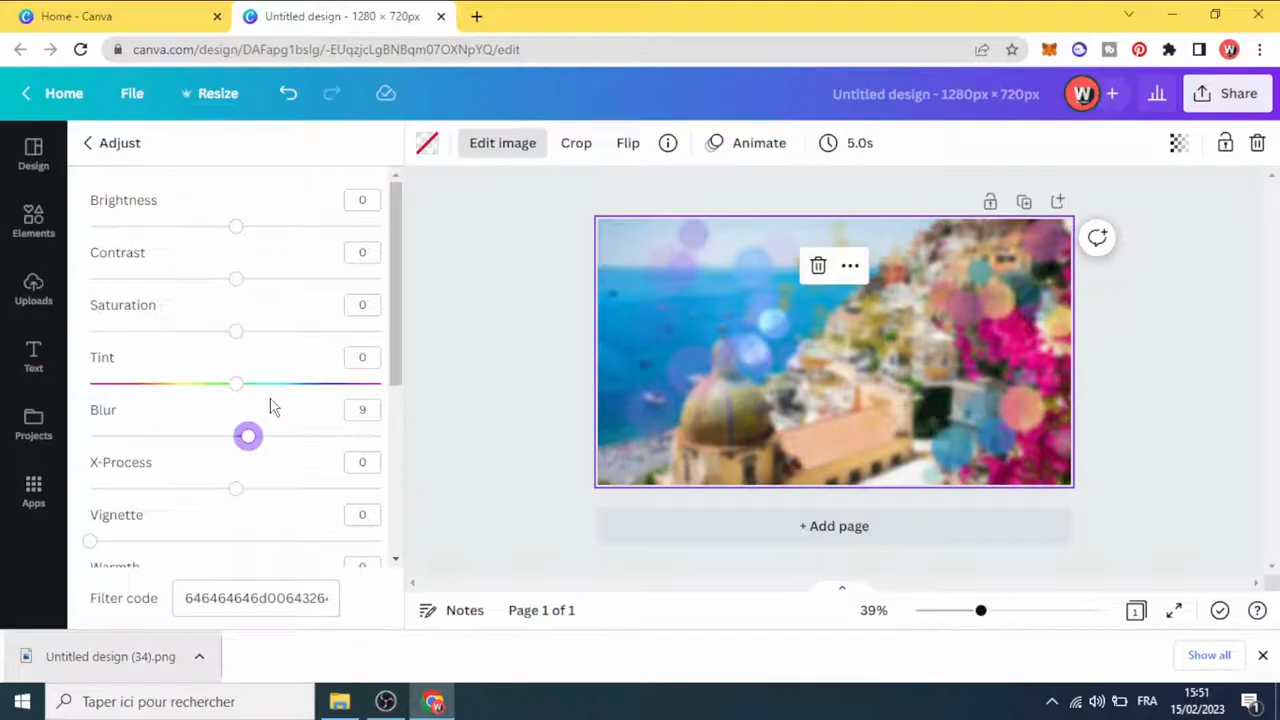 Home - Canva
Untitled design - 1280 × 720px
canva.com/design/DAFapg1bslg/-EUqzjcLgBNBqm07OXNpYQ/edit
Home
File
Resize
Untitled design - 1280px × 720px
W
Share
Design
Elements
Uploads
Text
Projects
Apps
Adjust
Edit image
Crop
Flip
Animate
5.0s
Brightness
0
Contrast
0
Saturation
0
Tint
0
Blur
9
X-Process
0
Vignette
0
Warmth
Filter code
646464646d0064326
+ Add page
Notes
Page 1 of 1
39%
1
Untitled design (34).png
Show all
Taper ici pour rechercher
FRA
15:51
15/02/2023
1